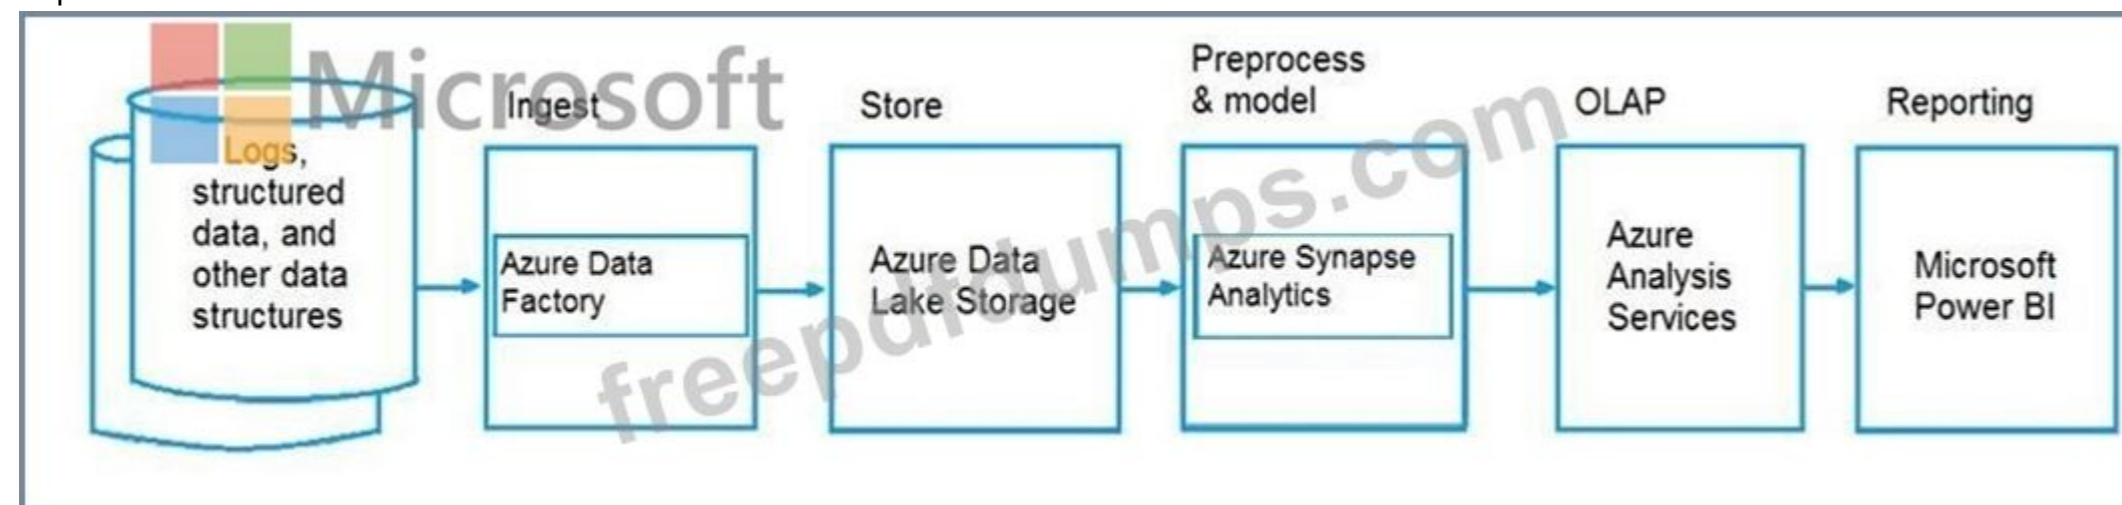 Microsoft
Logs,
structured
data, and
other data
structures
Ingest
Azure Data
Factory
Store
Azure Data
Lake Storage
Preprocess
& model
Azure Synapse
Analytics
OLAP
Azure
Analysis
Services
Reporting
Microsoft
Power BI
freepdfdumps.com